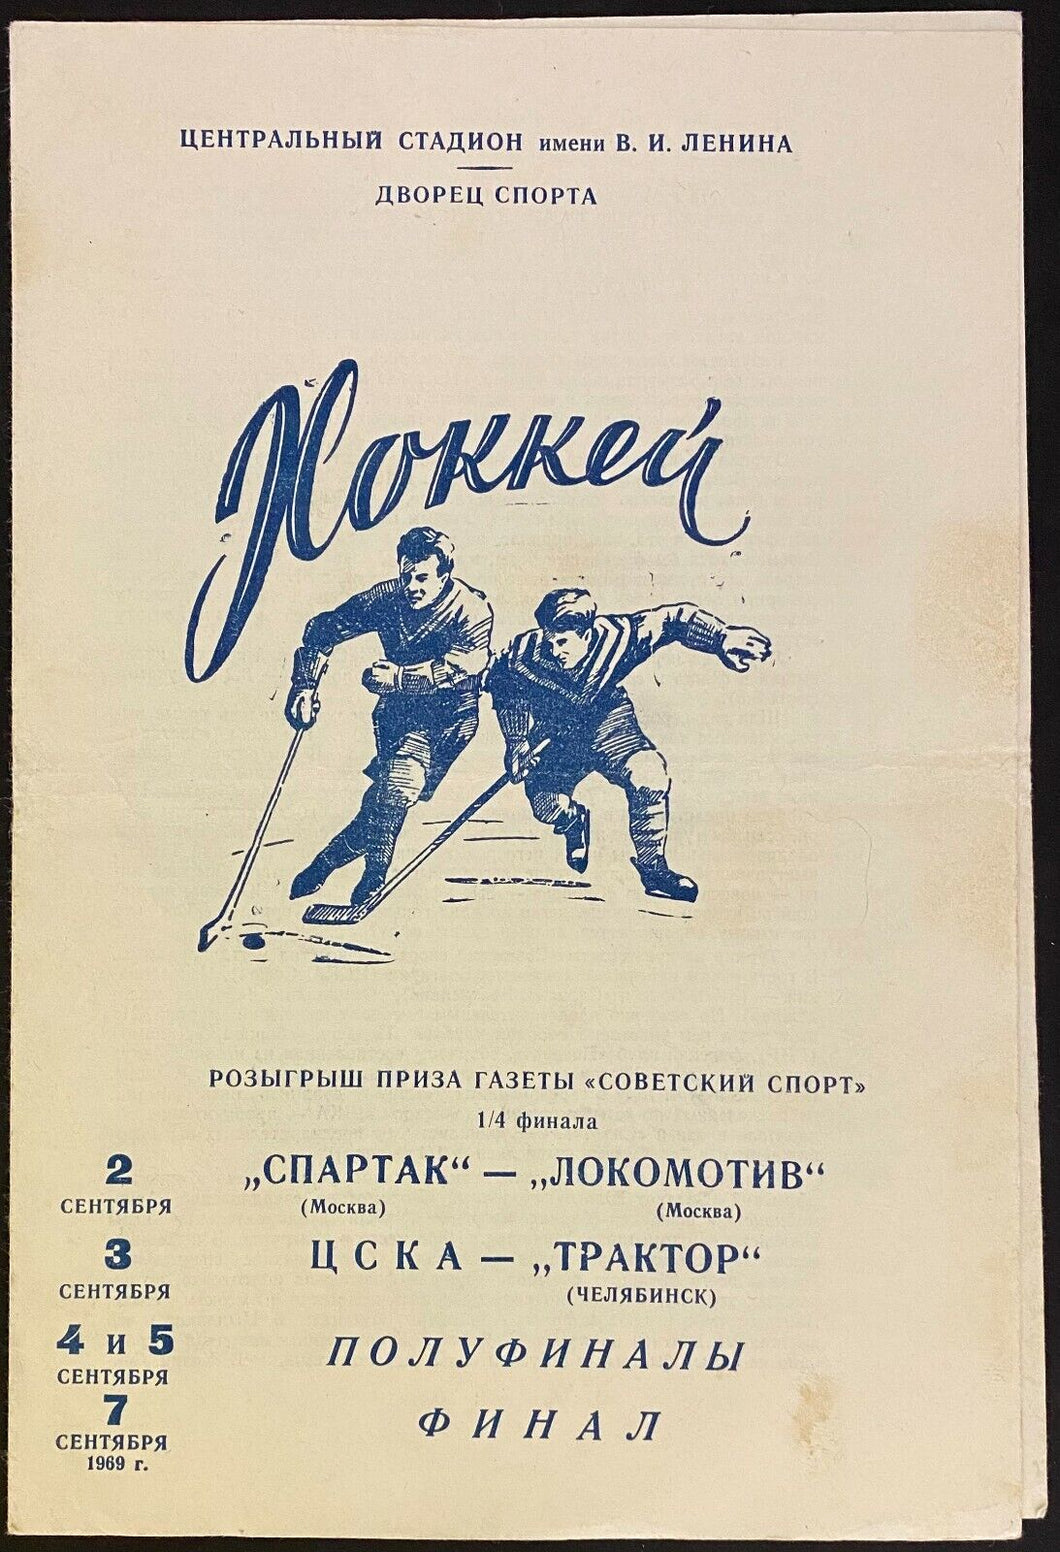 ЦЕНТРАЛЬНЫЙ СТАДИОН имени В. И. ЛЕНИНА
ДВОРЕЦ СПОРТА
Хоккей
РОЗЫГРЫШ ПРИЗА ГАЗЕТЫ «СОВЕТСКИЙ СПОРТ»
1/4 финала
2 „СПАРТАК“ — „ЛОКОМОТИВ“
СЕНТЯБРЯ (Москва) (Москва)
3 ЦСКА — „ТРАКТОР“
СЕНТЯБРЯ (ЧЕЛЯБИНСК)
4 и 5 ПОЛУФИНАЛЫ
СЕНТЯБРЯ
7 ФИНАЛ
СЕНТЯБРЯ
1969 г.